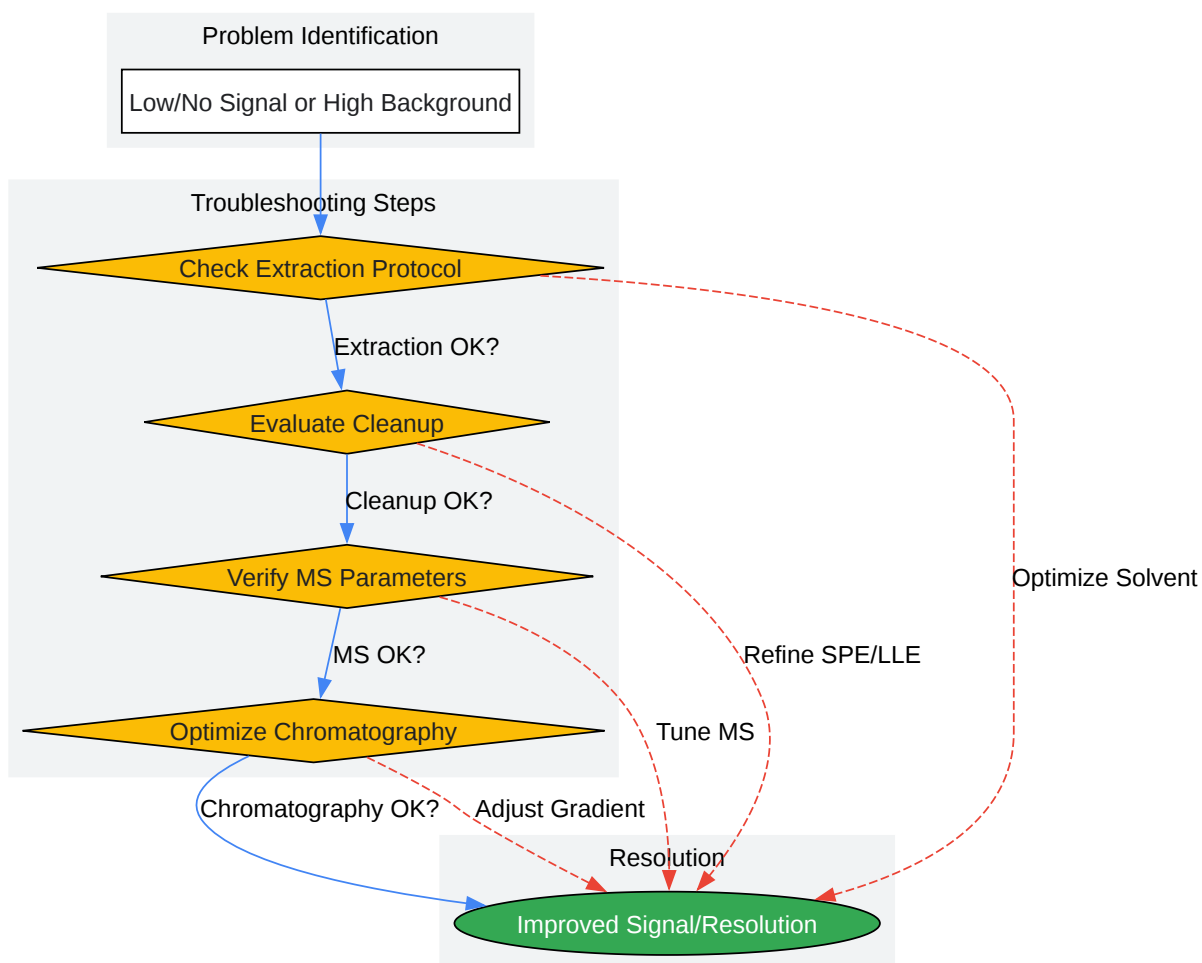 Problem Identification
Low/No Signal or High Background
Troubleshooting Steps
Check Extraction Protocol
Extraction OK?
Evaluate Cleanup
Cleanup OK?
Verify MS Parameters
Optimize Solvent
MS OK?
Refine SPE/LLE
Optimize Chromatography
Tune MS
Chromatography OK?
Adjust Gradient
Resolution
Improved Signal/Resolution